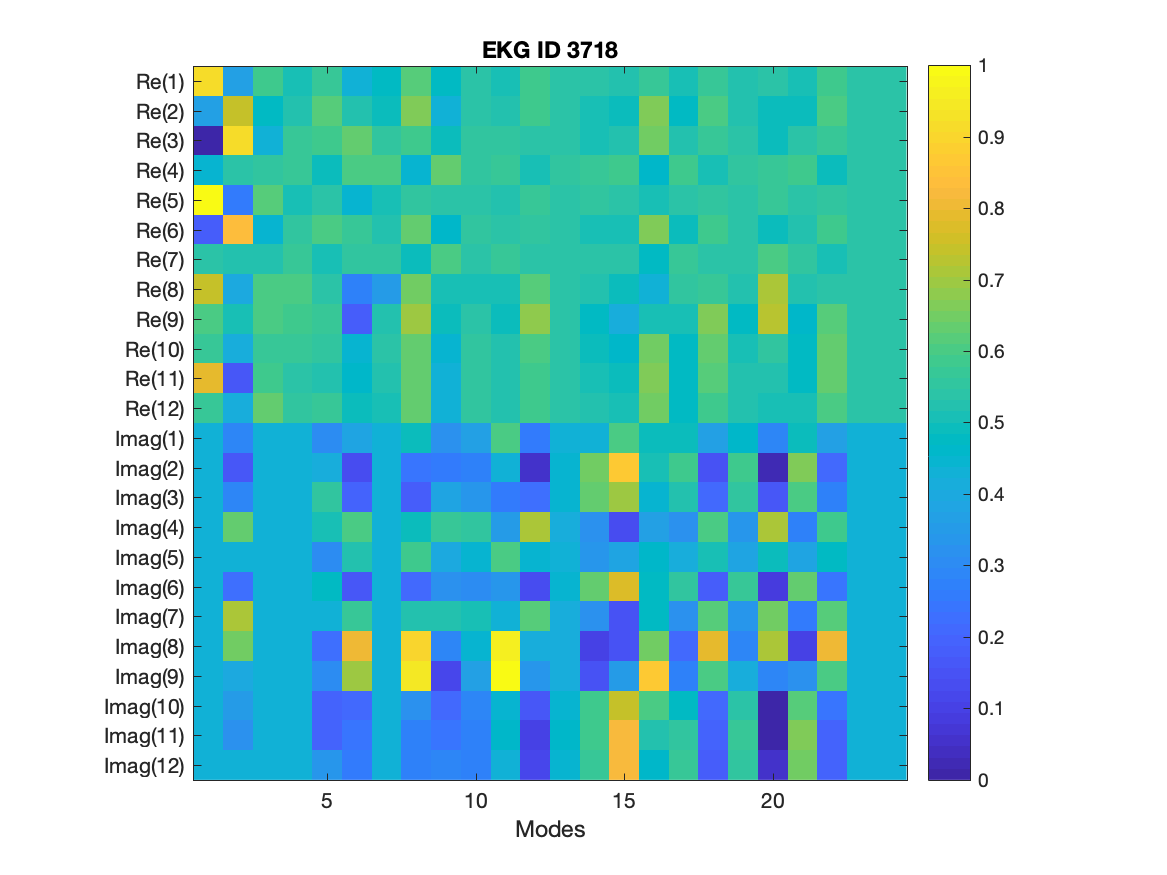 EKG ID 3718
Re(1)
Re(2)
Re(3)
Re(4)
Re(5)
Re(6)
Re(7)
Re(8)
Re(9)
Re(10)
Re(11)
Re(12)
Imag(1)
Imag(2)
Imag(3)
Imag(4)
Imag(5)
Imag(6)
Imag(7)
Imag(8)
Imag(9)
Imag(10)
Imag(11)
Imag(12)
5 10 15 20
Modes
1
0.9
0.8
0.7
0.6
0.5
0.4
0.3
0.2
0.1
0